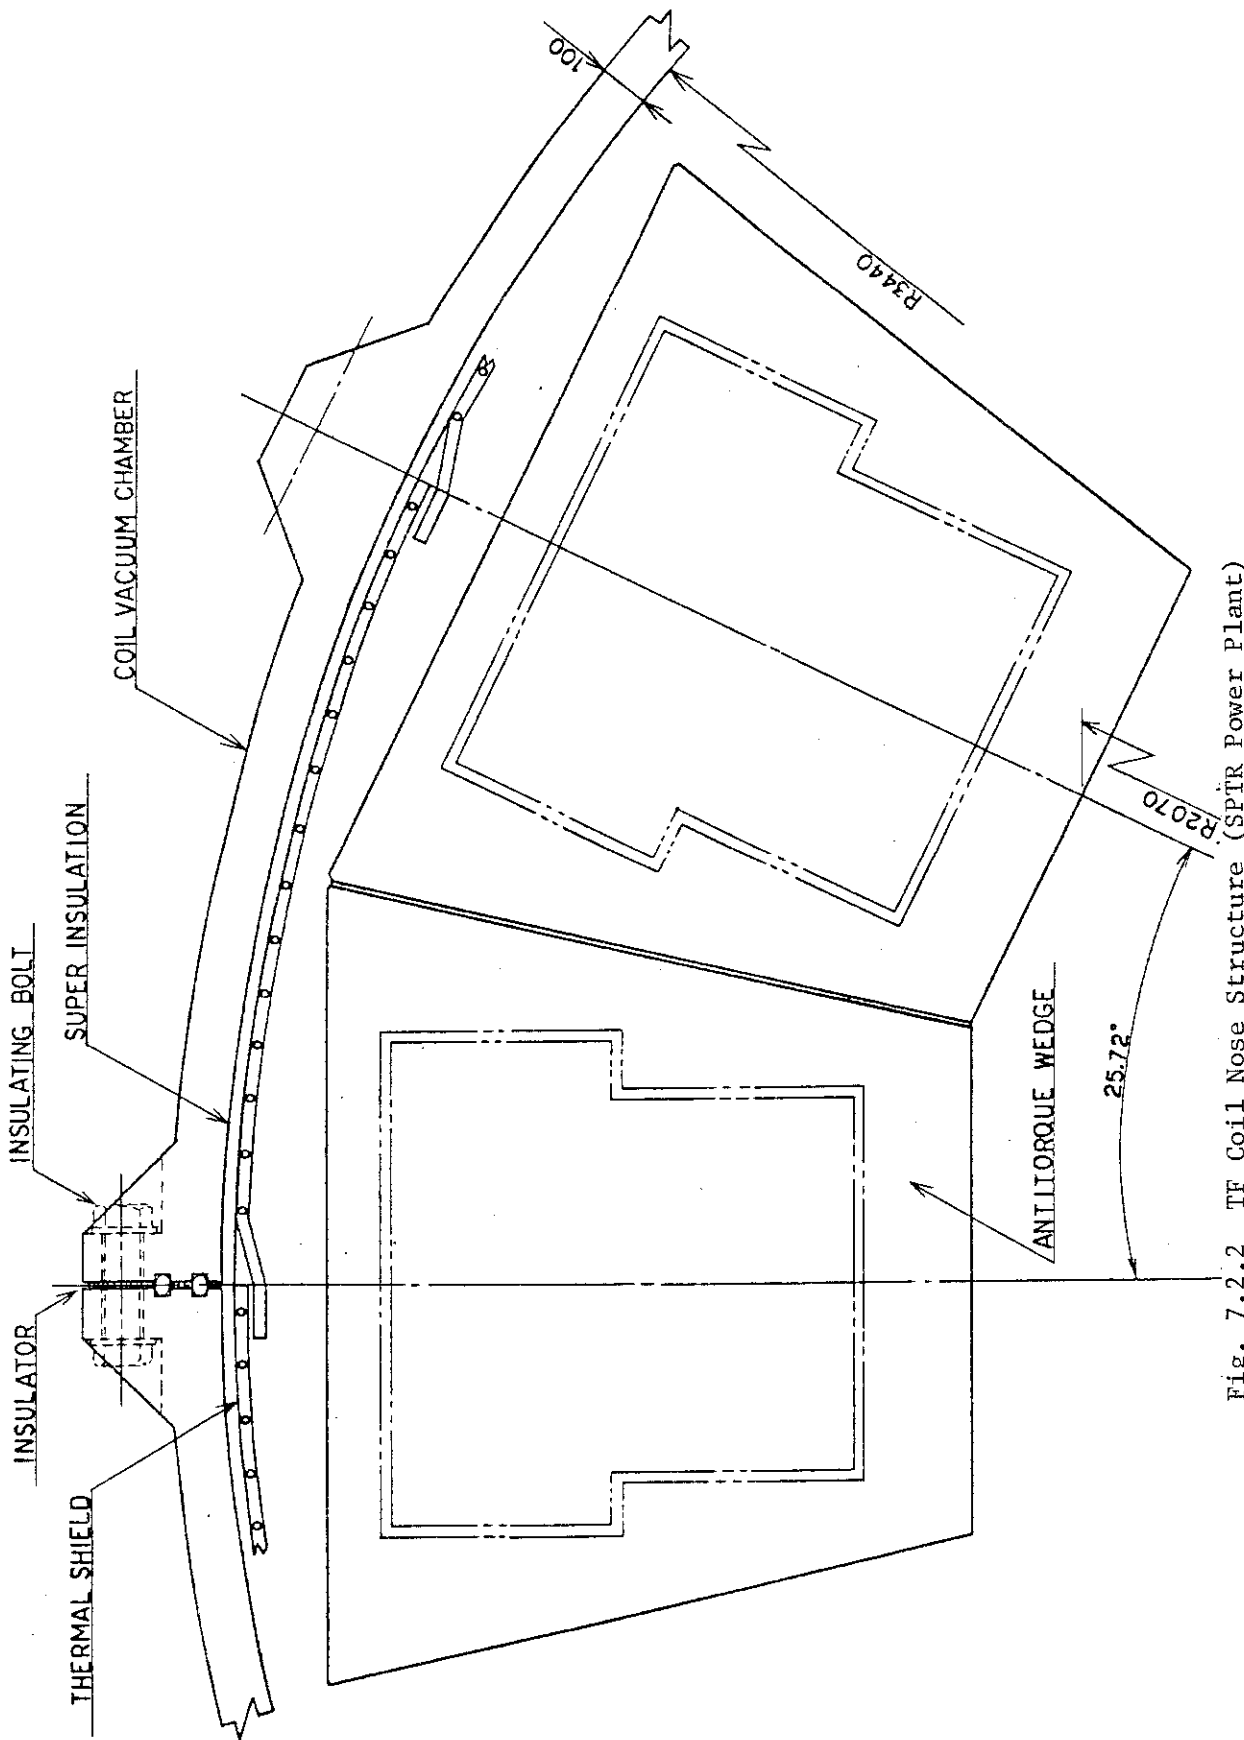 INSULATOR
INSULATING BOLT
THERMAL SHIELD
SUPER INSULATION
COIL VACUUM CHAMBER
100
R3440
R2070
25.72°
ANTITORQUE WEDGE
Fig. 7.2.2 TF Coil Nose Structure (SPTR Power Plant)